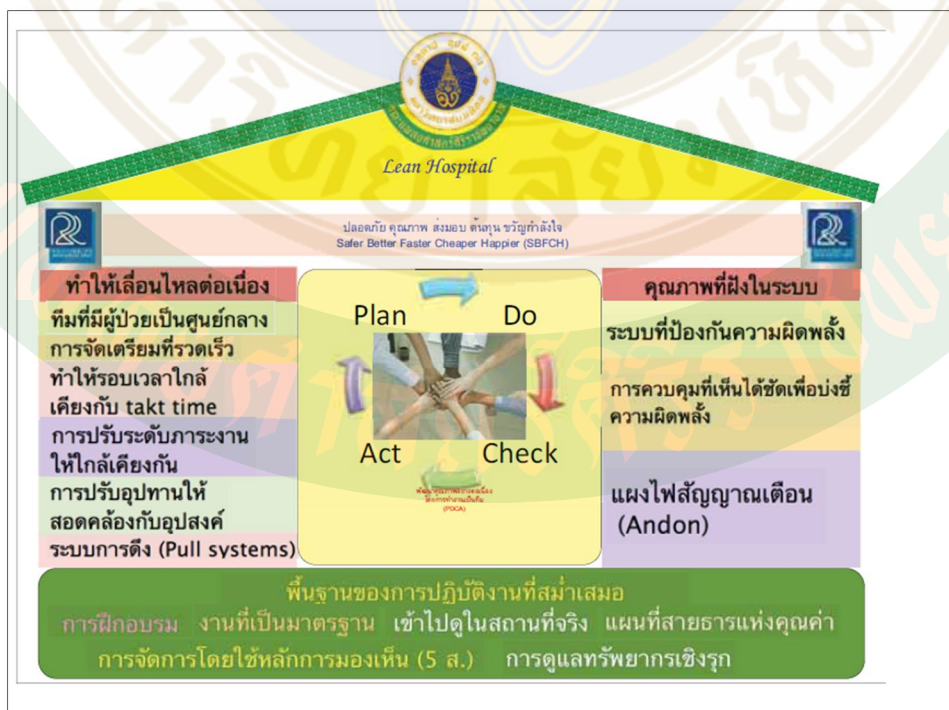 Lean Hospital
ปลอดภัย คุณภาพ ส่งมอบ ต้นทุน ขวัญกำลังใจ
Safer Better Faster Cheaper Happier (SBFCH)
ทำให้เลื่อนไหลต่อเนื่อง
ทีมที่มีผู้ป่วยเป็นศูนย์กลาง
การจัดเตรียมที่รวดเร็ว
ทำให้รอบเวลาใกล้
เคียงกับ takt time
การปรับระดับภาระงาน
ให้ใกล้เคียงกัน
การปรับอุปทานให้
สอดคล้องกับอุปสงค์
ระบบการดึง (Pull systems)
Plan
Do
Act
Check
พัฒนาคุณภาพอย่างต่อเนื่อง
(PDCA)
คุณภาพที่ฝังในระบบ
ระบบที่ป้องกันความผิดพลั้ง
การควบคุมที่เห็นได้ชัดเพื่อบ่งชี้
ความผิดพลั้ง
แผงไฟสัญญาณเตือน
(Andon)
พื้นฐานของการปฏิบัติงานที่สม่ำเสมอ
การฝึกอบรม งานที่เป็นมาตรฐาน เข้าไปดูในสถานที่จริง แผนที่สายธารแห่งคุณค่า
การจัดการโดยใช้หลักการมองเห็น (5 ส.) การดูแลทรัพยากรเชิงรุก